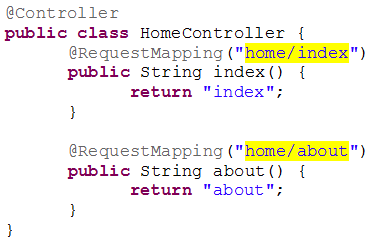 @Controller
public class HomeController {
@RequestMapping("home/index")
public String index() {
return "index";
}
@RequestMapping("home/about")
public String about() {
return "about";
}
}